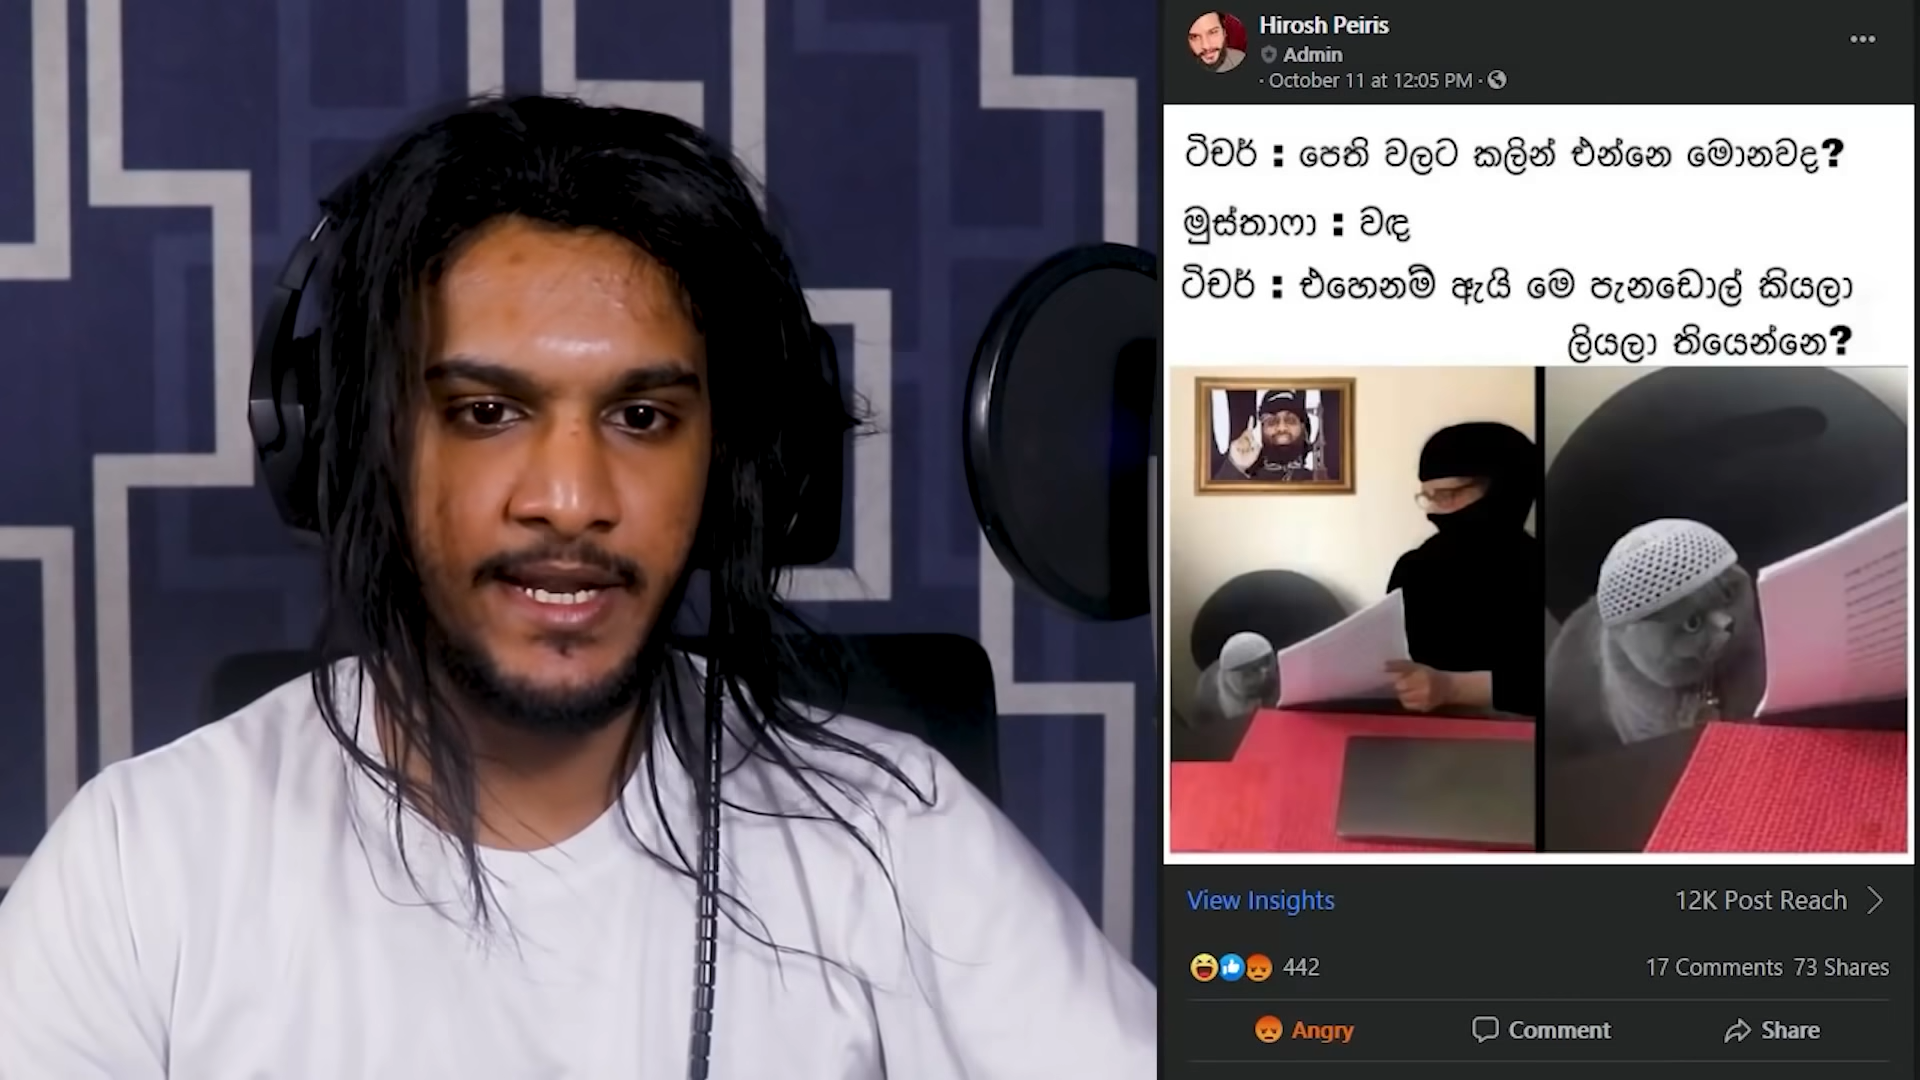 Hirosh Peiris
Admin
· October 11 at 12:05 PM ·
ටිචර් : පෙති වලට කලින් එන්නෙ මොනවද?
මුස්තාෆා : වඳ
ටිචර් : එහෙනම් ඇයි මෙ පැනඩොල් කියලා
ලියලා තියෙන්නෙ?
View Insights
12K Post Reach
442
17 Comments 73 Shares
Angry
Comment
Share